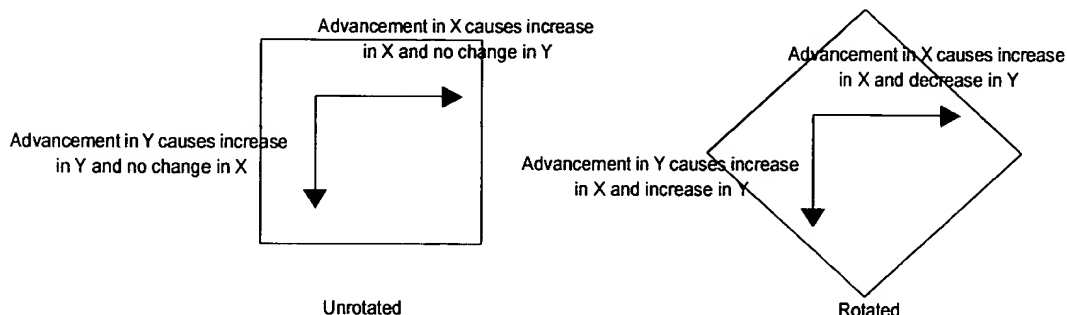 Advancement in X causes increase
in X and no change in Y
Advancement in Y causes increase
in Y and no change in X
Unrotated
Advancement in X causes increase
in X and decrease in Y
Advancement in Y causes increase
in X and increase in Y
Rotated